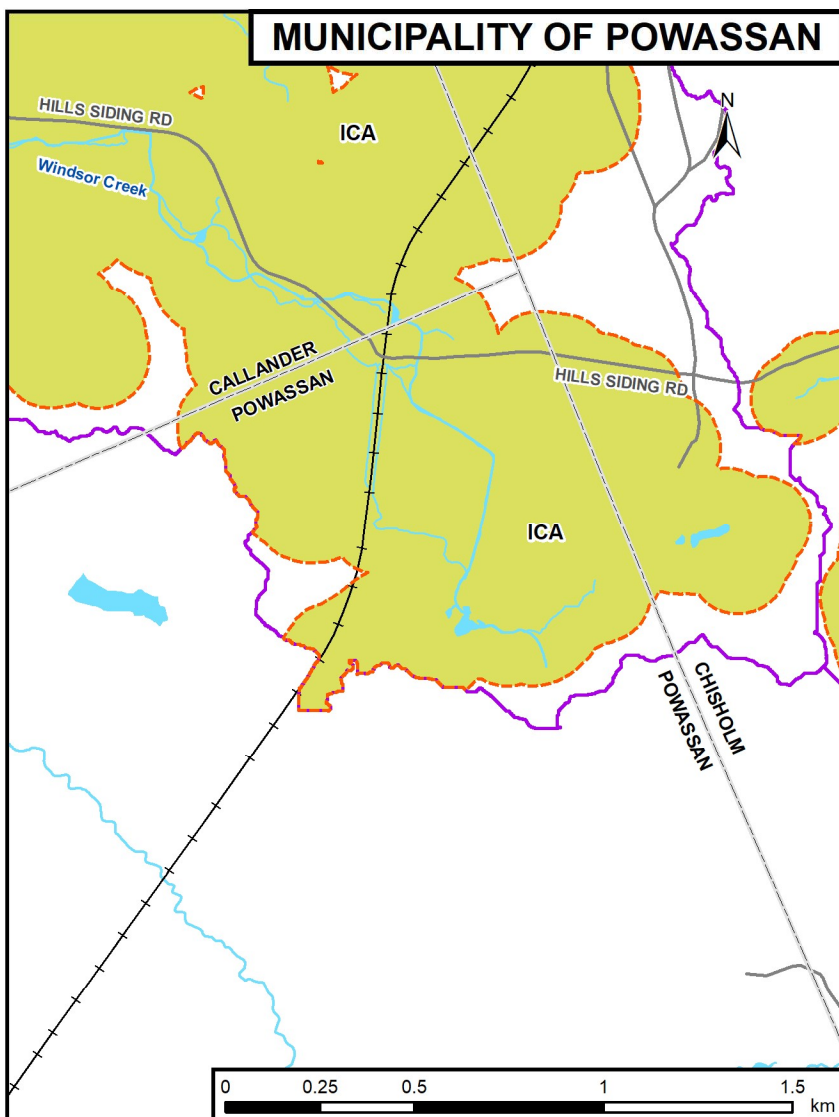 MUNICIPALITY OF POWASSAN
N
HILLS SIDING RD
ICA
Windsor Creek
CALLANDER
POWASSAN
HILLS SIDING RD
ICA
CHISHOLM
POWASSAN
0 0.25 0.5 1 1.5
km